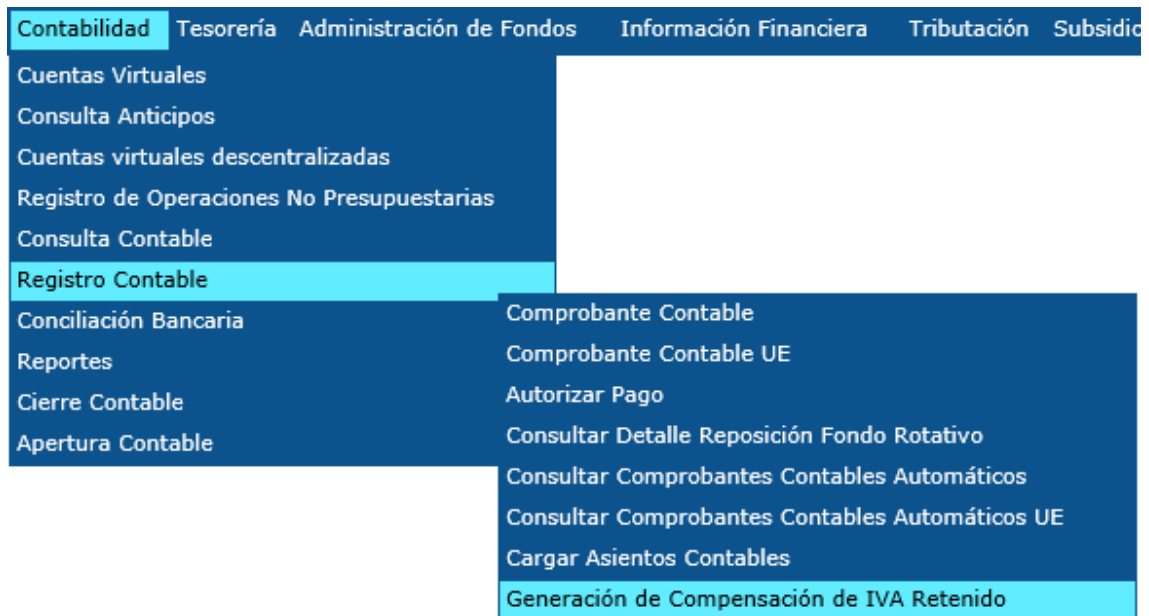 Contabilidad Tesorería Administración de Fondos Información Financiera Tributación Subsidio
Cuentas Virtuales
Consulta Anticipos
Cuentas virtuales descentralizadas
Registro de Operaciones No Presupuestarias
Consulta Contable
Registro Contable
Conciliación Bancaria
Reportes
Cierre Contable
Apertura Contable
Comprobante Contable
Comprobante Contable UE
Autorizar Pago
Consultar Detalle Reposición Fondo Rotativo
Consultar Comprobantes Contables Automáticos
Consultar Comprobantes Contables Automáticos UE
Cargar Asientos Contables
Generación de Compensación de IVA Retenido